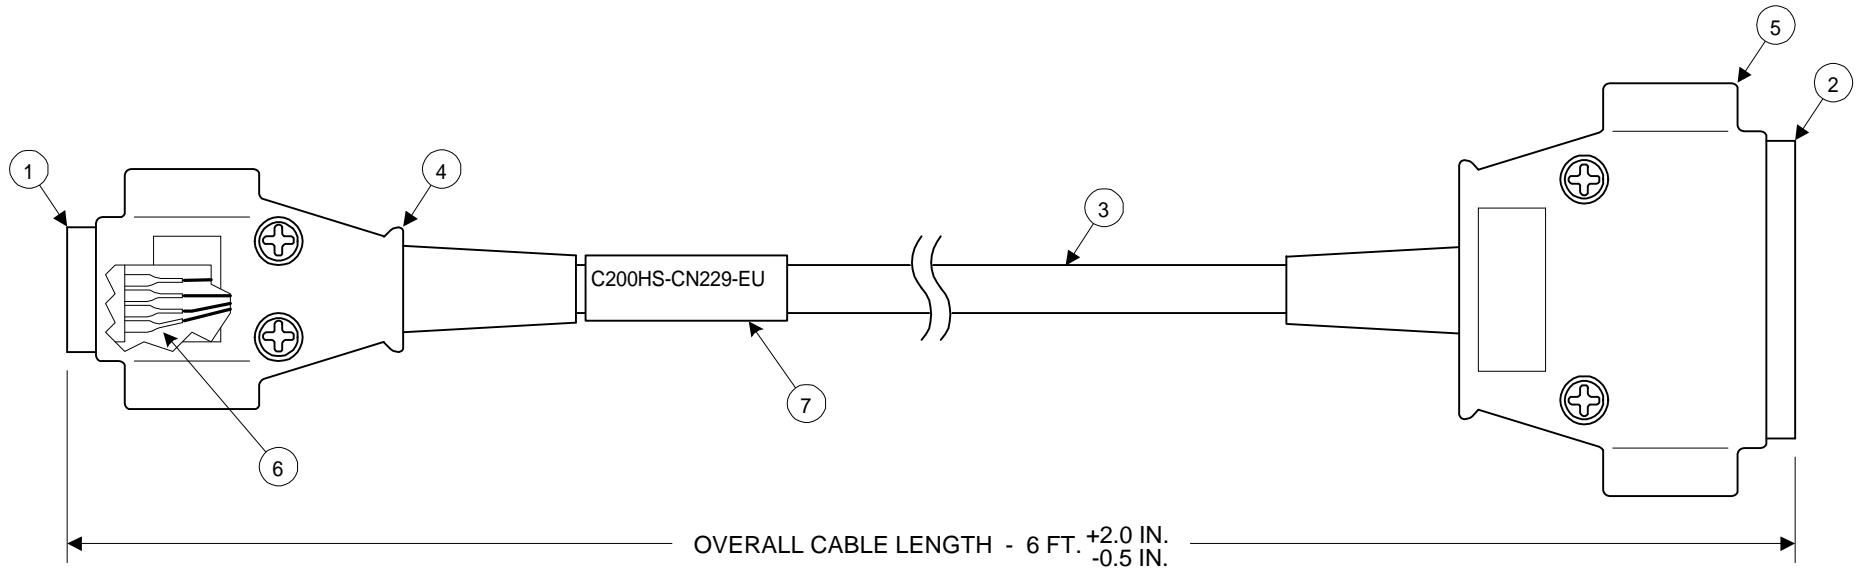 5
2
1
4
3
C200HS-CN229-EU
7
6
OVERALL CABLE LENGTH - 6 FT. +2.0 IN.
-0.5 IN.